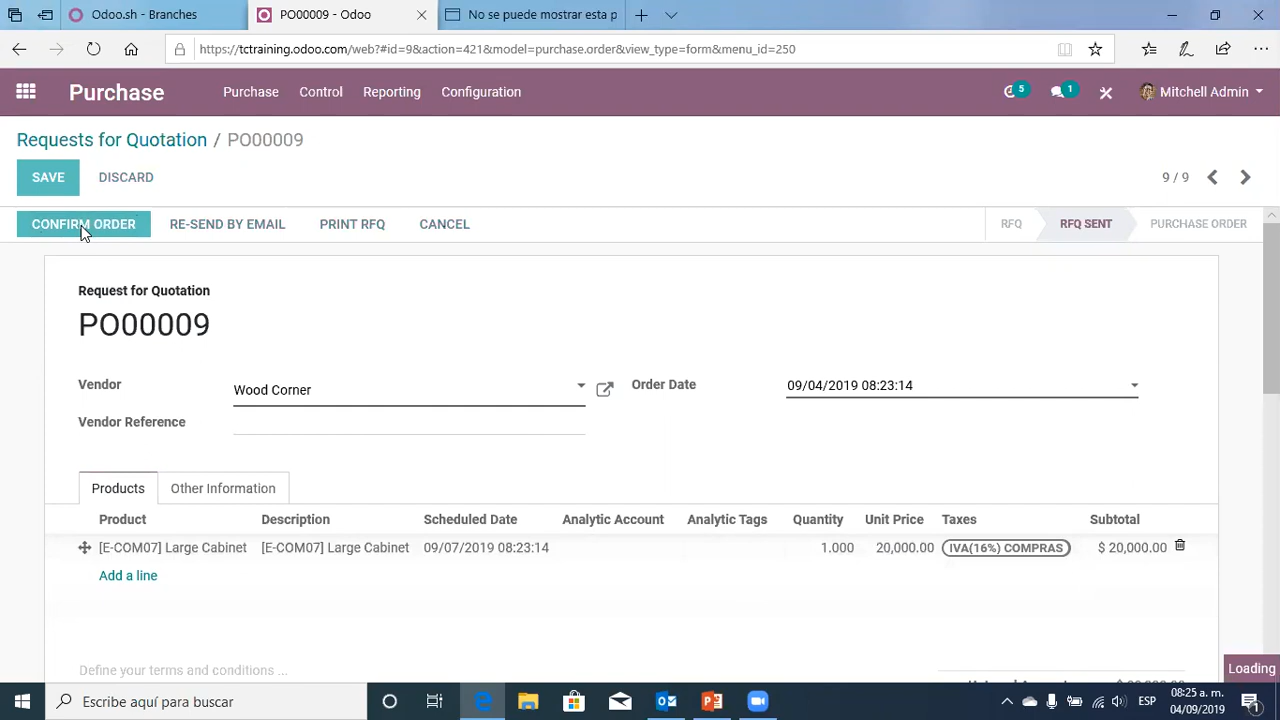 Odoo.sh - Branches
PO00009 - Odoo
No se puede mostrar esta p
https://tctraining.odoo.com/web?#id=9&action=421&model=purchase.order&view_type=form&menu_id=250
Purchase Purchase Control Reporting Configuration 5 1 Mitchell Admin
Requests for Quotation / PO00009
SAVE DISCARD 9 / 9
CONFIRM ORDER RE-SEND BY EMAIL PRINT RFQ CANCEL RFQ RFQ SENT PURCHASE ORDER
Request for Quotation
PO00009
Vendor Wood Corner Order Date 09/04/2019 08:23:14
Vendor Reference
Products Other Information
Product Description Scheduled Date Analytic Account Analytic Tags Quantity Unit Price Taxes Subtotal
[E-COM07] Large Cabinet [E-COM07] Large Cabinet 09/07/2019 08:23:14 1.000 20,000.00 IVA(16%) COMPRAS $ 20,000.00
Add a line
Define your terms and conditions ...
Loading
Escribe aquí para buscar ESP 08:25 a. m.
04/09/2019 1